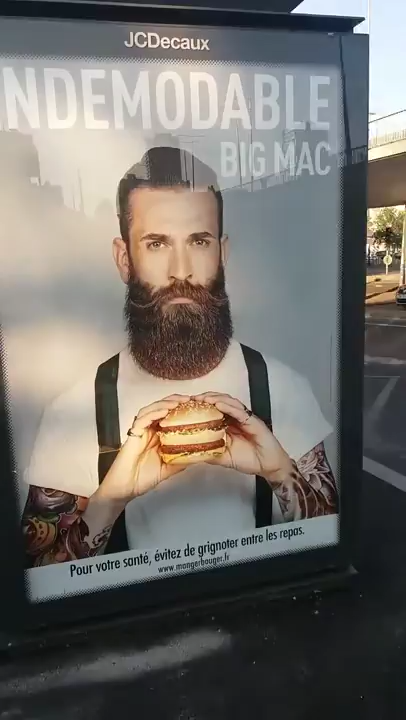 JCDecaux
NDEMODABLE
BIG MAC
Pour votre santé, évitez de grignoter entre les repas.
www.mangerbouger.fr